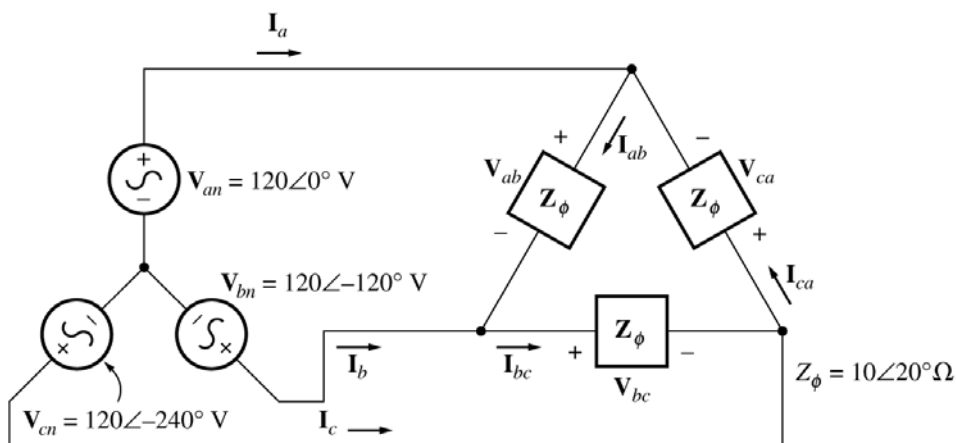 I_a
+
−
V_an = 120∠0° V
+
I_ab
−
V_ab
V_ca
Z_ϕ
Z_ϕ
−
+
V_bn = 120∠–120° V
I_ca
−
+
−
+
Z_ϕ
I_b
I_bc
+
−
Z_ϕ = 10∠20° Ω
V_bc
V_cn = 120∠–240° V
I_c